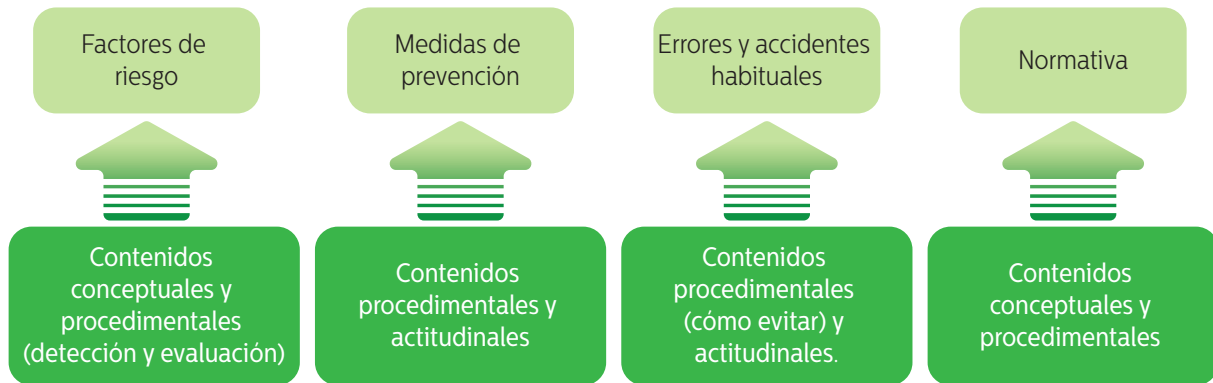 Factores de
riesgo
Medidas de
prevención
Errores y accidentes
habituales
Normativa
Contenidos
conceptuales y
procedimentales
(detección y evaluación)
Contenidos
procedimentales y
actitudinales
Contenidos
procedimentales
(cómo evitar) y
actitudinales.
Contenidos
conceptuales y
procedimentales